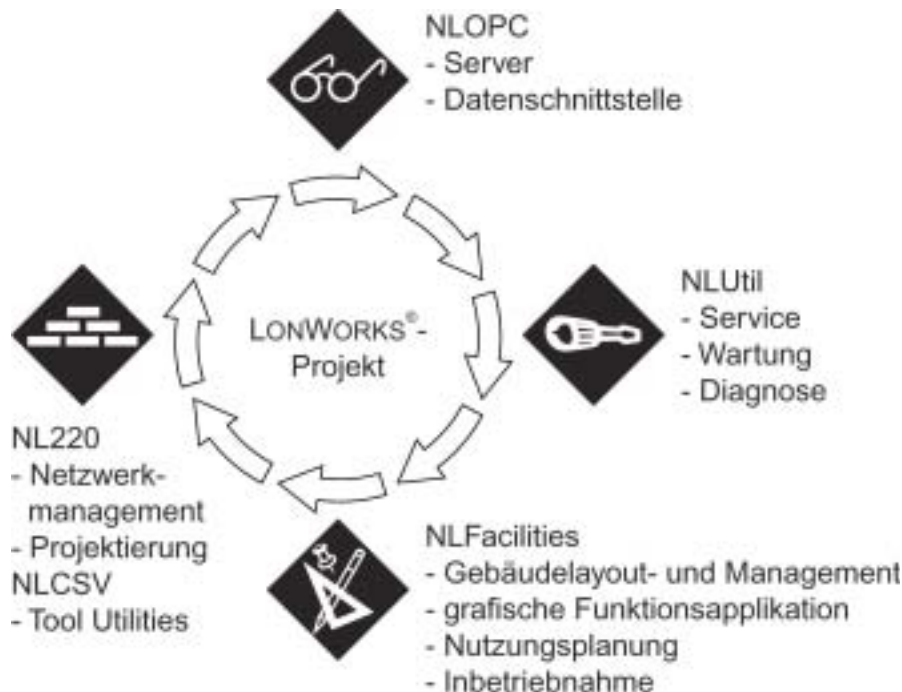 NLOPC
- Server
- Datenschnittstelle
NLUtil
- Service
- Wartung
- Diagnose
LONWORKS®-
Projekt
NL220
- Netzwerk-
management
- Projektierung
NLCSV
- Tool Utilities
NLFacilities
- Gebäudelayout- und Management
- grafische Funktionsapplikation
- Nutzungsplanung
- Inbetriebnahme